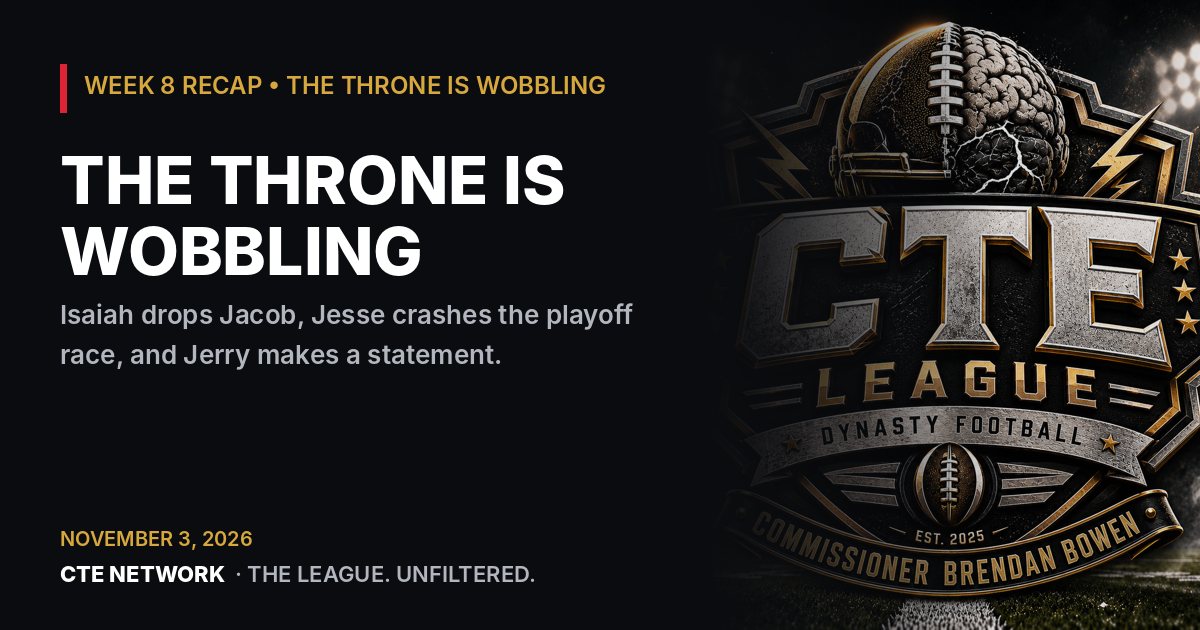 WEEK 8 RECAP • THE THRONE IS WOBBLING
THE THRONE IS
WOBBLING
Isaiah drops Jacob, Jesse crashes the playoff
race, and Jerry makes a statement.
NOVEMBER 3, 2026
CTE NETWORK · THE LEAGUE. UNFILTERED.
CTE
LEAGUE
DYNASTY FOOTBALL
EST. 2025
COMMISSIONER BRENDAN BOWEN